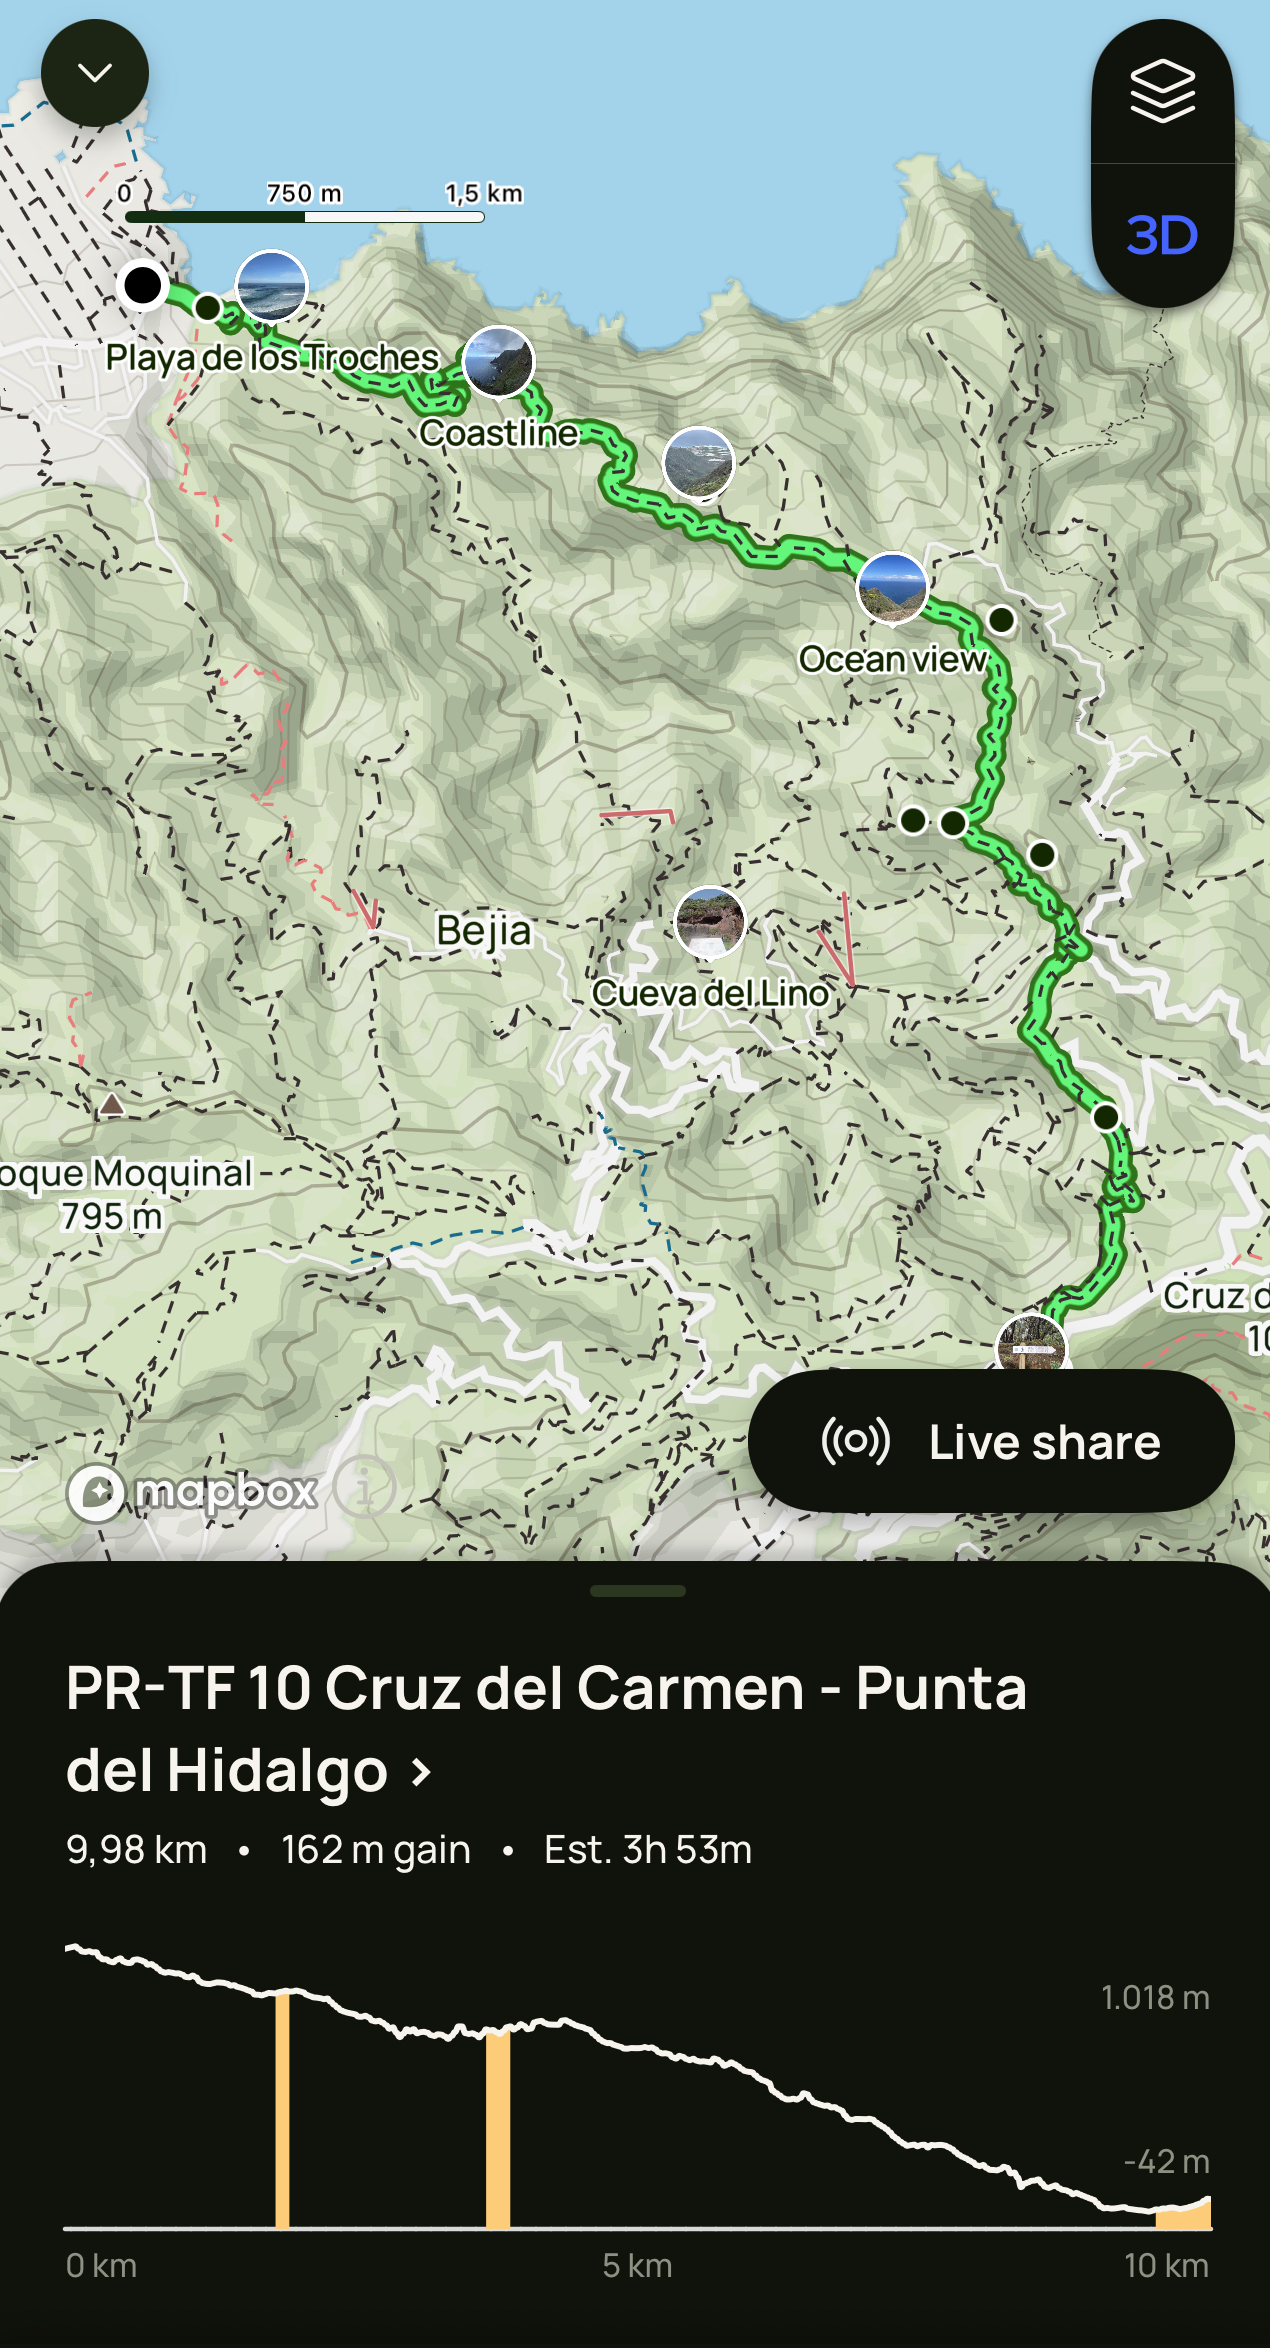 3D
0 750 m 1,5 km
Playa de los Troches
Coastline
Ocean view
Bejia
Cueva del Lino
oque Moquinal
795 m
Cruz d
10
Live share
mapbox
i
PR-TF 10 Cruz del Carmen - Punta
del Hidalgo ›
9,98 km • 162 m gain • Est. 3h 53m
1.018 m
-42 m
0 km 5 km 10 km